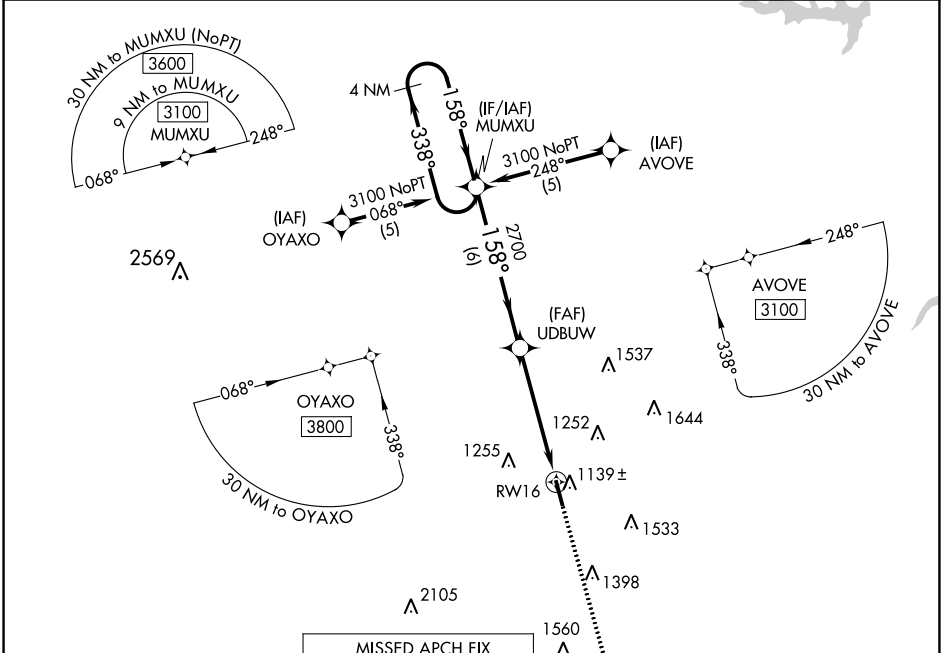 30 NM to MUMXU (NoPT)
3600
9 NM to MUMXU
3100
MUMXU
068°
248°
4 NM
338°
158°
(IF/IAF)
MUMXU
3100 NoPT
248°
(5)
(IAF)
AVOVE
3100 NoPT
068°
(5)
(IAF)
OYAXO
2569
2700
158°
(6)
248°
AVOVE
3100
338°
30 NM to AVOVE
(FAF)
UDBUW
1537
068°
OYAXO
3800
338°
30 NM to OYAXO
1644
1252
1255
RW16
1139 ±
1533
1398
2105
1560
MISSED APCH FIX